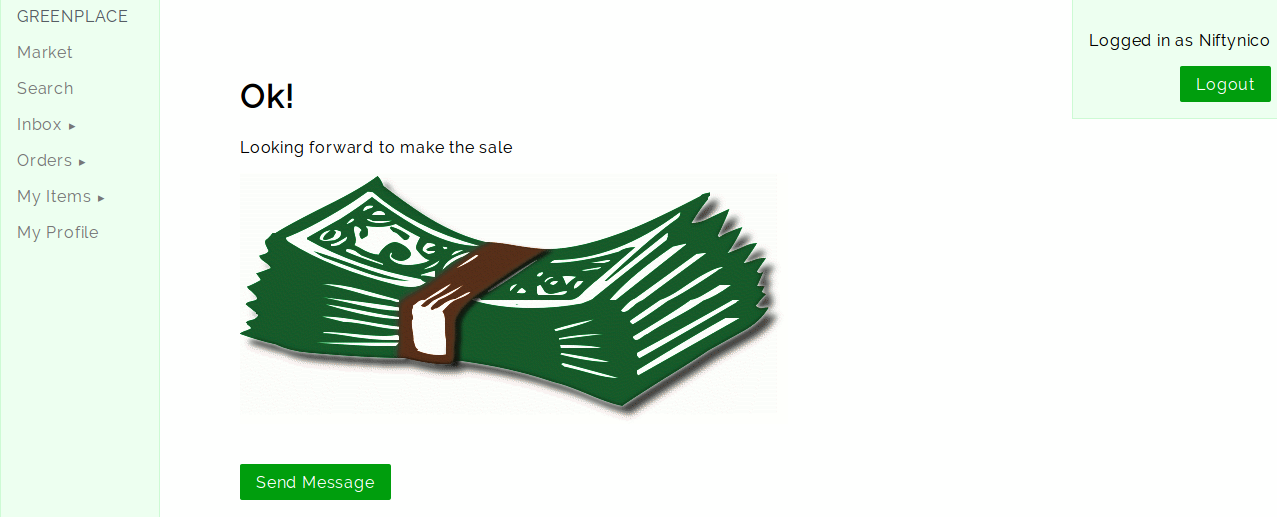 GREENPLACE
Market
Search
Inbox ▸
Orders ▸
My Items ▸
My Profile
Logged in as Niftynico
Logout
Ok!
Looking forward to make the sale
Send Message